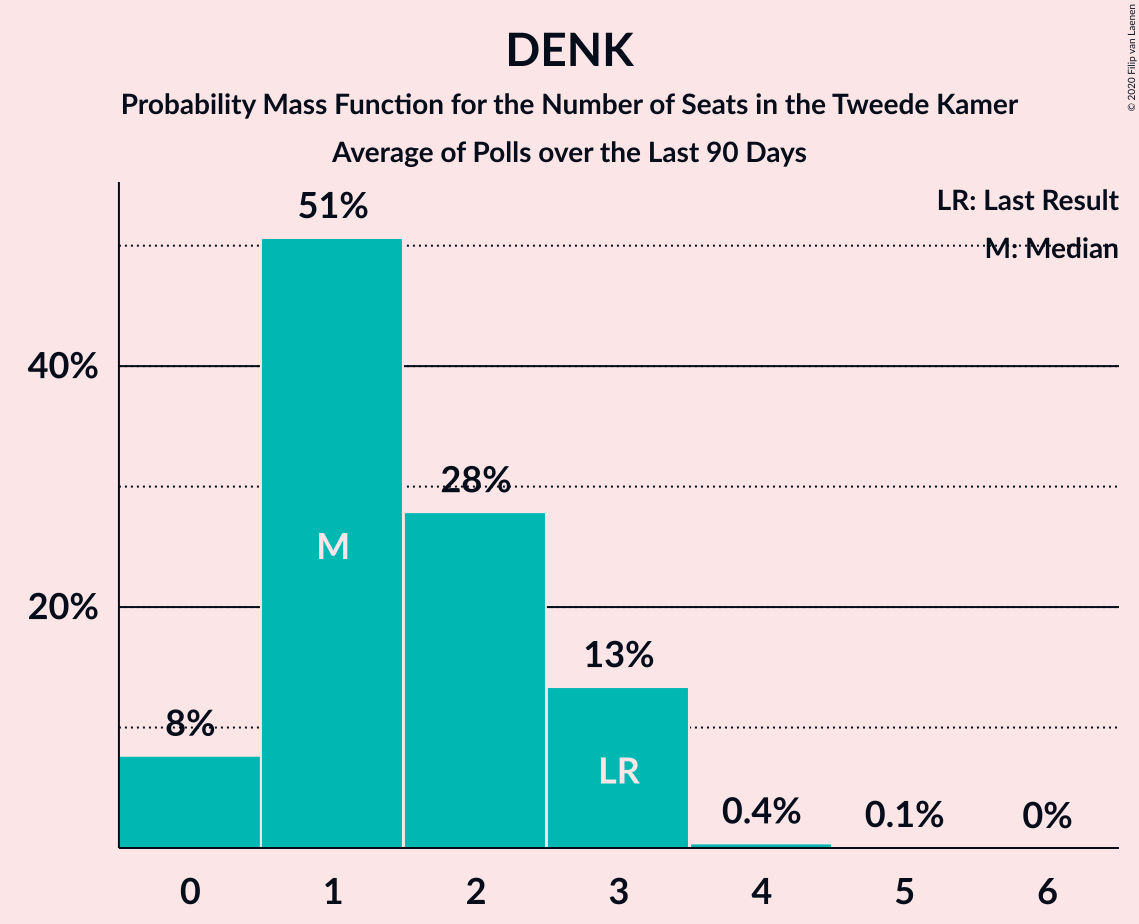 DENK
Probability Mass Function for the Number of Seats in the Tweede Kamer
Average of Polls over the Last 90 Days
© 2020 Filip van Laenen
LR: Last Result
M: Median
51%
40%
28%
M
20%
13%
8%
LR
0.4%
0.1%
0%
0 1 2 3 4 5 6